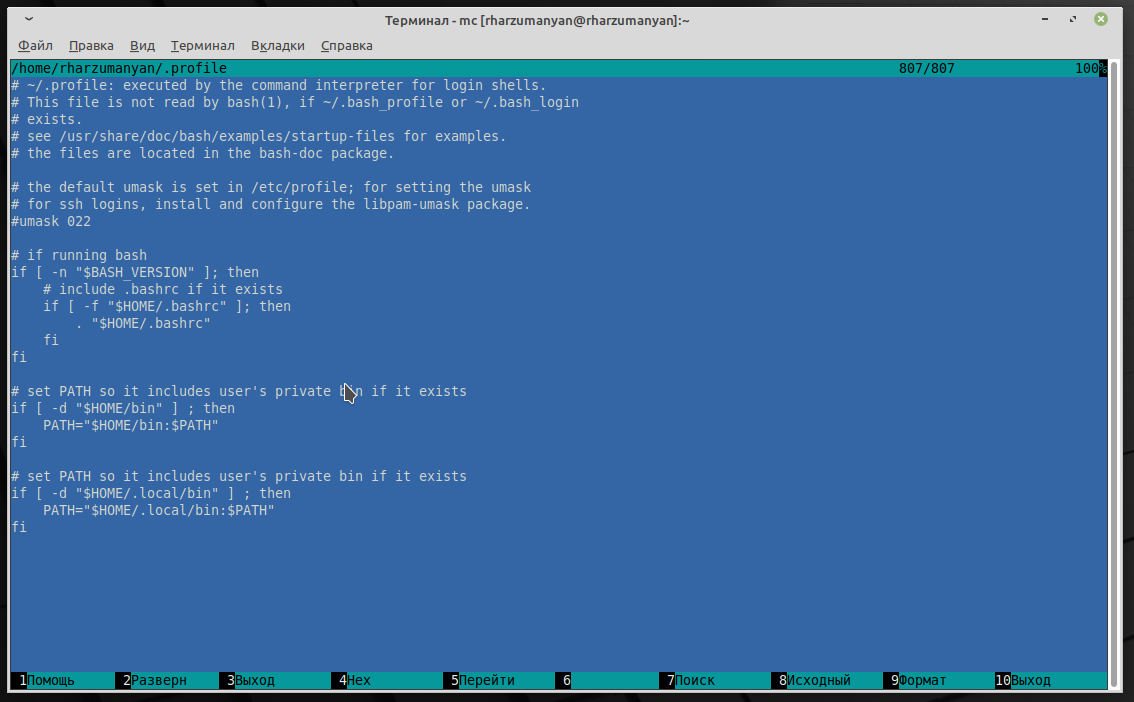 Терминал - mc [rharzumanyan@rharzumanyan]:~
Файл Правка Вид Терминал Вкладки Справка
/home/rharzumanyan/.profile 807/807 100%
# ~/.profile: executed by the command interpreter for login shells.
# This file is not read by bash(1), if ~/.bash_profile or ~/.bash_login
# exists.
# see /usr/share/doc/bash/examples/startup-files for examples.
# the files are located in the bash-doc package.

# the default umask is set in /etc/profile; for setting the umask
# for ssh logins, install and configure the libpam-umask package.
#umask 022

# if running bash
if [ -n "$BASH_VERSION" ]; then
    # include .bashrc if it exists
    if [ -f "$HOME/.bashrc" ]; then
        . "$HOME/.bashrc"
    fi
fi

# set PATH so it includes user's private bin if it exists
if [ -d "$HOME/bin" ] ; then
    PATH="$HOME/bin:$PATH"
fi

# set PATH so it includes user's private bin if it exists
if [ -d "$HOME/.local/bin" ] ; then
    PATH="$HOME/.local/bin:$PATH"
fi
1Помощь 2Разверн 3Выход 4Hex 5Перейти 6 7Поиск 8Исходный 9Формат 10Выход